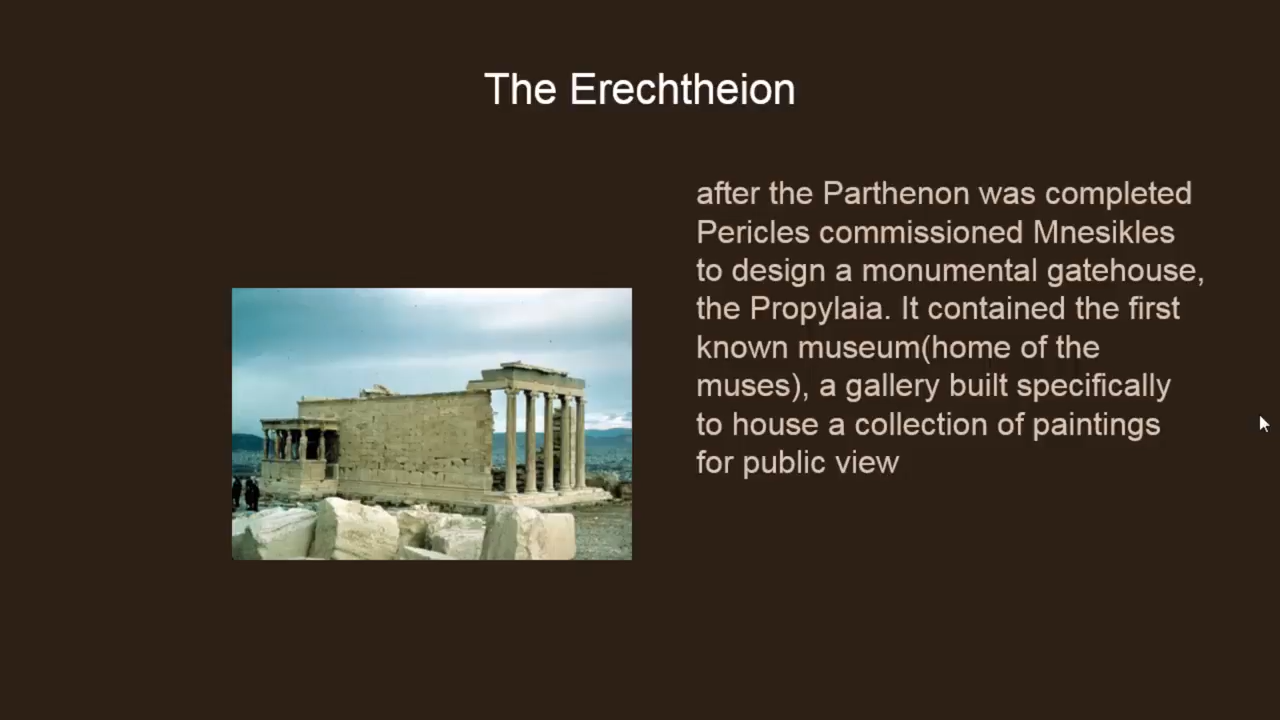 The Erechtheion
after the Parthenon was completed
Pericles commissioned Mnesikles
to design a monumental gatehouse,
the Propylaia. It contained the first
known museum(home of the
muses), a gallery built specifically
to house a collection of paintings
for public view